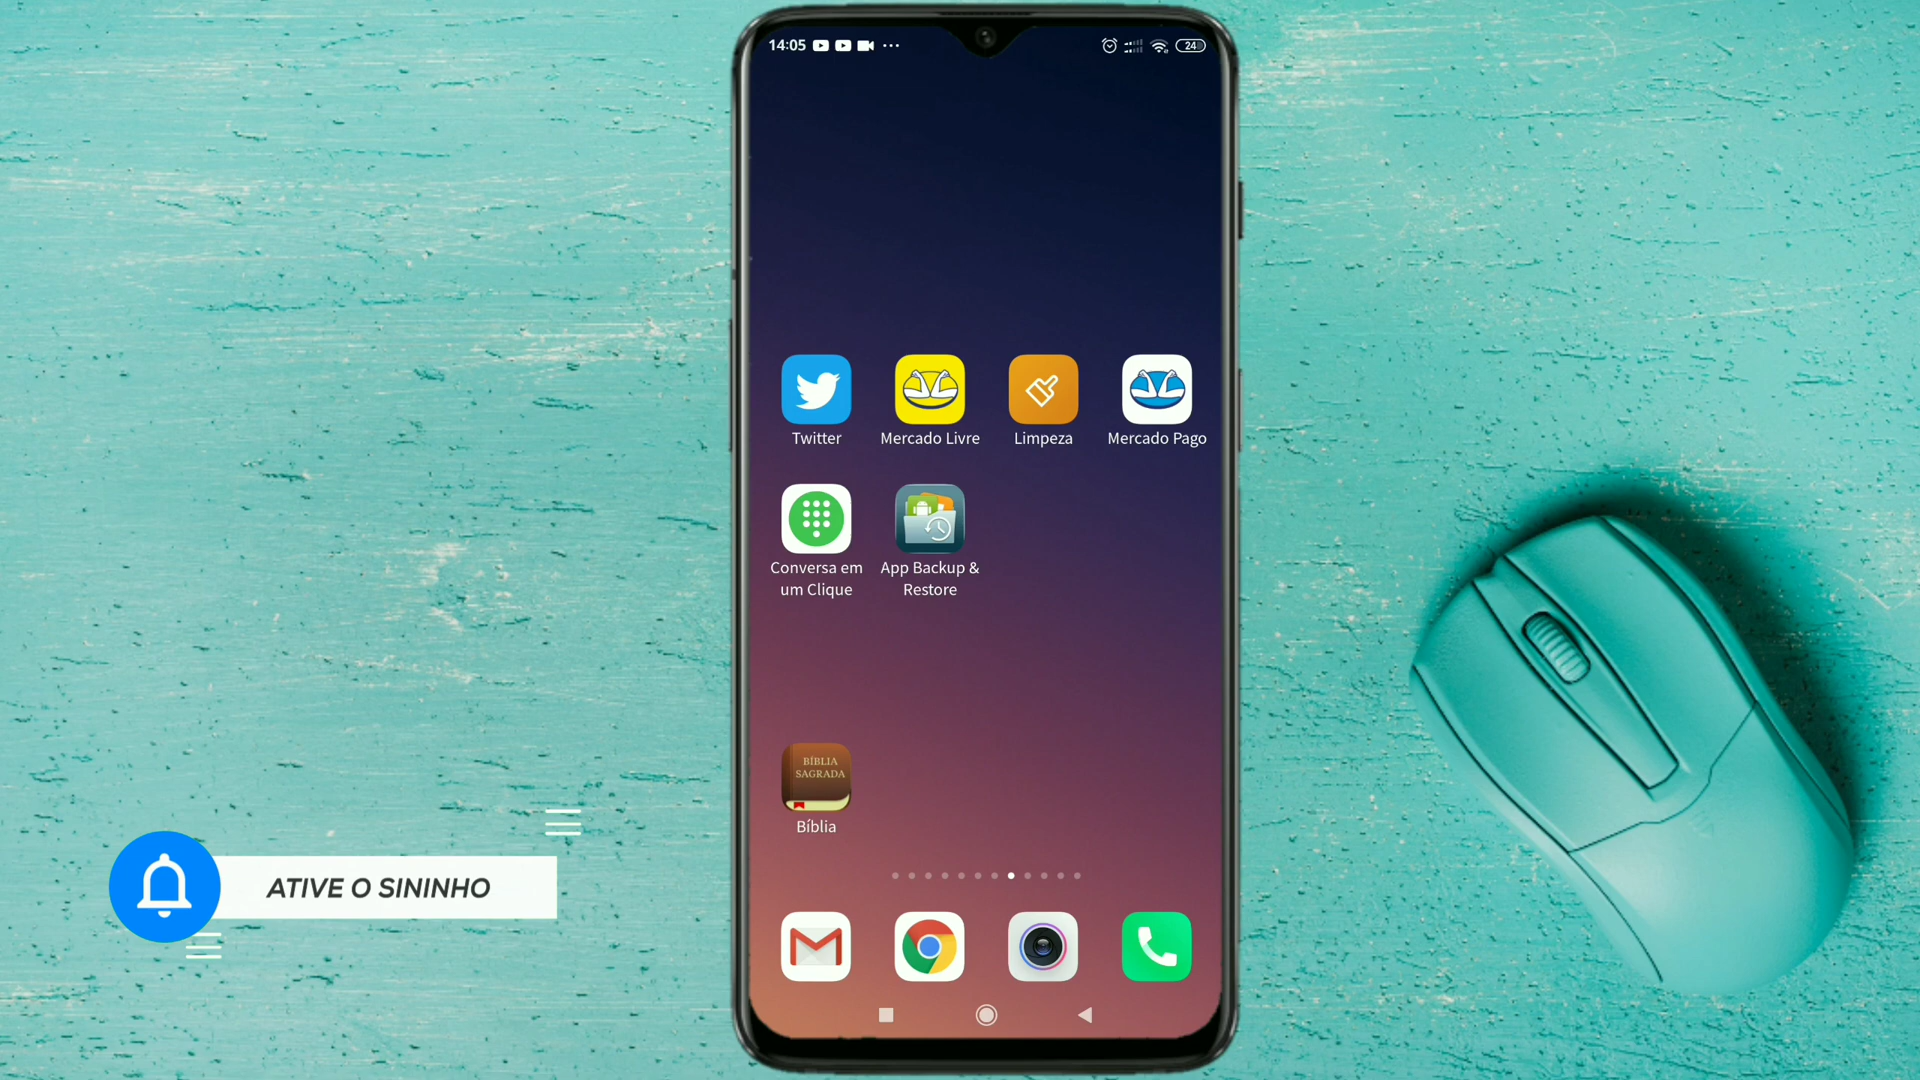 14:05
24
Twitter
Mercado Livre
Limpeza
Mercado Pago
Conversa em
um Clique
App Backup &
Restore
BÍBLIA
SAGRADA
Bíblia
ATIVE O SININHO